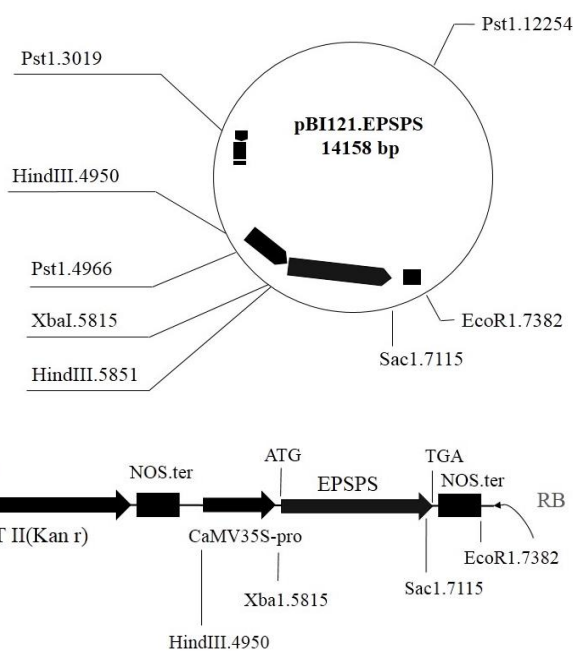 Pst1.12254
Pst1.3019
pBI121.EPSPS
14158 bp
HindIII.4950
Pst1.4966
XbaI.5815
EcoR1.7382
Sac1.7115
HindIII.5851
ATG
TGA
NOS.ter
EPSPS
NOS.ter
RB
T II(Kan r)
CaMV35S-pro
EcoR1.7382
Sac1.7115
Xba1.5815
HindIII.4950